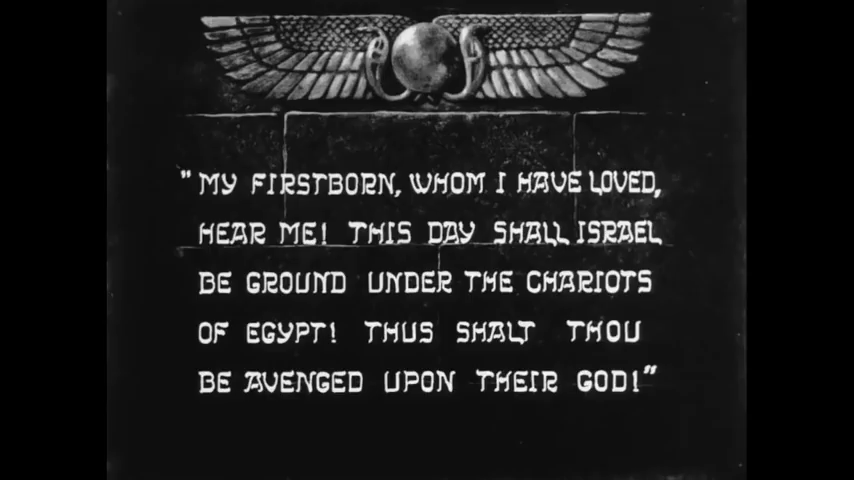 "MY FIRSTBORN, WHOM I HAVE LOVED,
HEAR ME! THIS DAY SHALL ISRAEL
BE GROUND UNDER THE CHARIOTS
OF EGYPT! THUS SHALT THOU
BE AVENGED UPON THEIR GOD!"